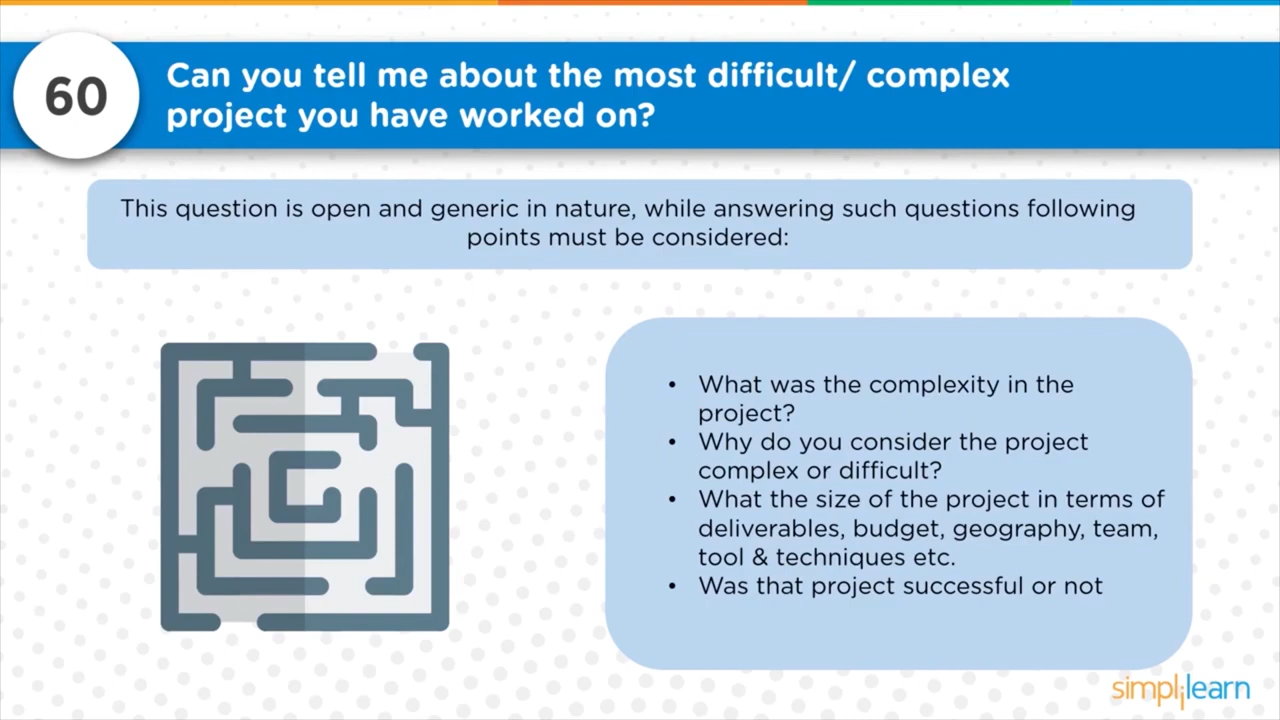 60
Can you tell me about the most difficult/ complex
project you have worked on?
This question is open and generic in nature, while answering such questions following
points must be considered:
• What was the complexity in the
project?
• Why do you consider the project
complex or difficult?
• What the size of the project in terms of
deliverables, budget, geography, team,
tool & techniques etc.
• Was that project successful or not
simplilearn